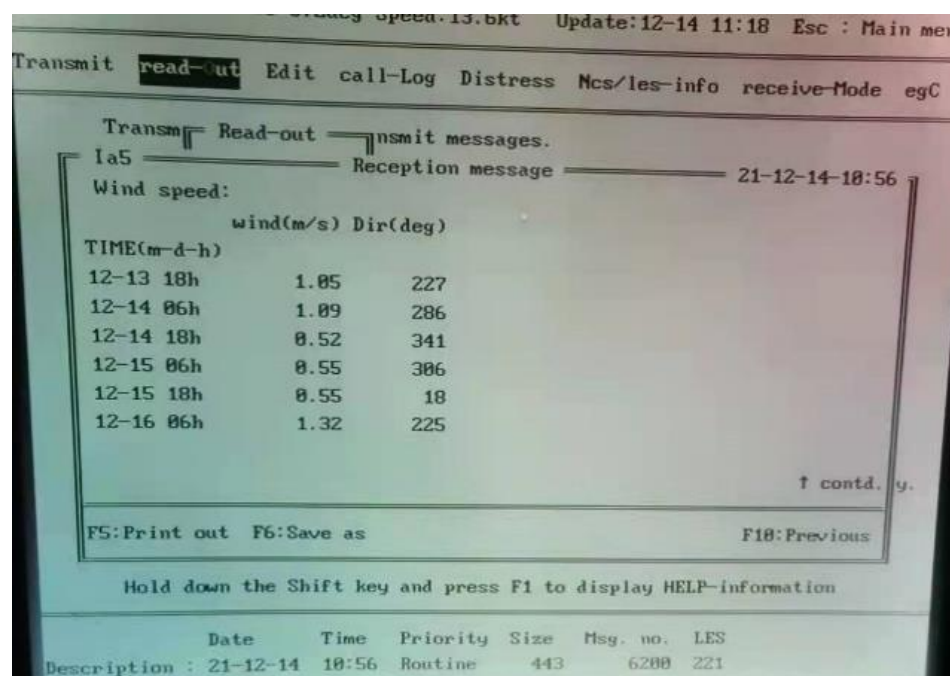 speed:13.6kt Update:12-14 11:18 Esc : Main
Transmit read-Out Edit call-Log Distress Ncs/les-info receive-Mode egC
Transm Read-out nsmit messages.
Ia5 Reception message 21-12-14-10:56
Wind speed:
wind(m/s) Dir(deg)
TIME(m-d-h)
12-13 18h 1.05 227
12-14 06h 1.09 286
12-14 18h 0.52 341
12-15 06h 0.55 306
12-15 18h 0.55 18
12-16 06h 1.32 225
↑ contd. y.
F5:Print out F6:Save as F10:Previous
Hold down the Shift key and press F1 to display HELP-information
Date Time Priority Size Msg. no. LES
Description : 21-12-14 10:56 Routine 443 6200 221